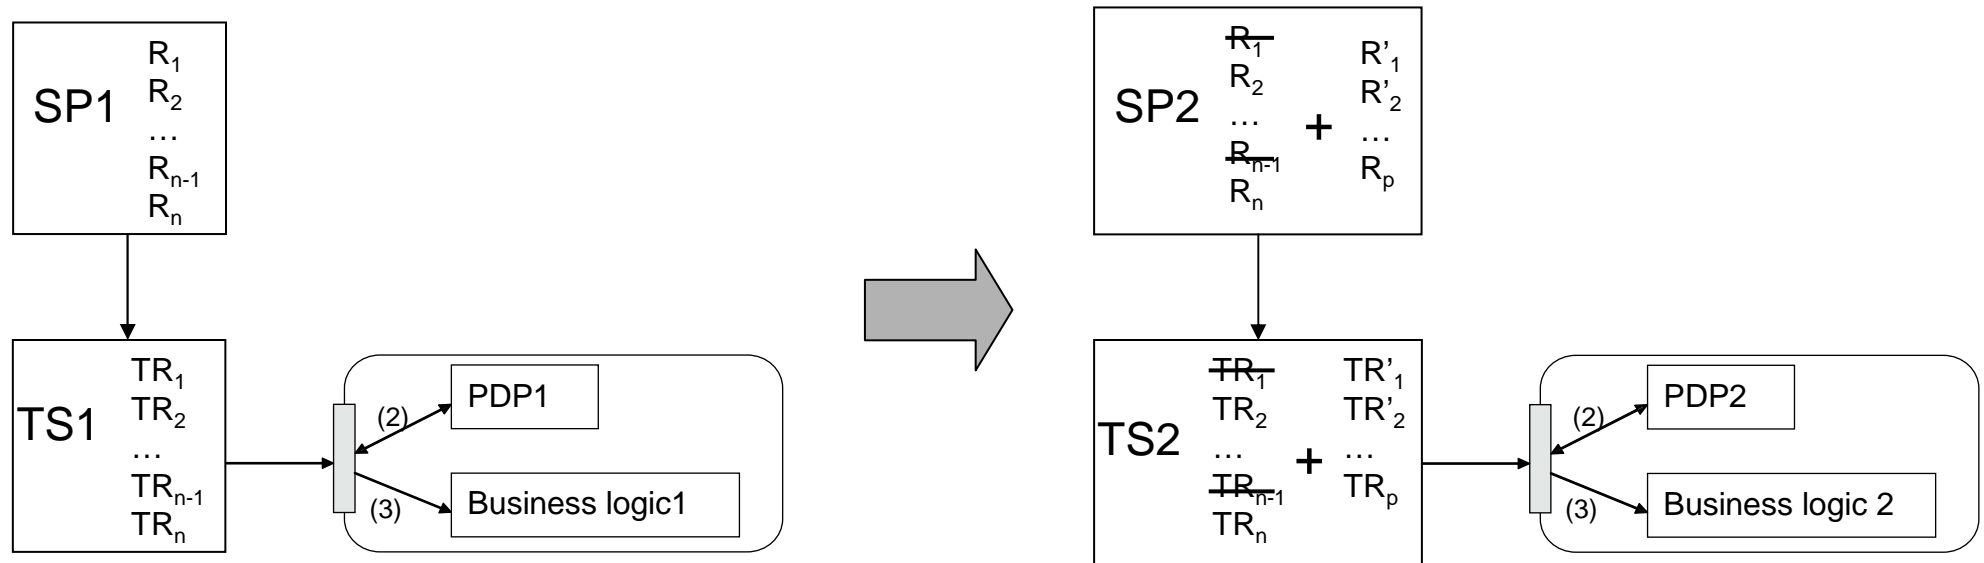 SP1
R1
R2
…
Rn-1
Rn
TS1
TR1
TR2
…
TRn-1
TRn
(2)
PDP1
(3)
Business logic1
SP2
R1
R2
…
Rn-1
Rn
+
R’1
R’2
…
Rp
TS2
TR1
TR2
…
TRn-1
TRn
+
TR’1
TR’2
…
TRp
(2)
PDP2
(3)
Business logic 2